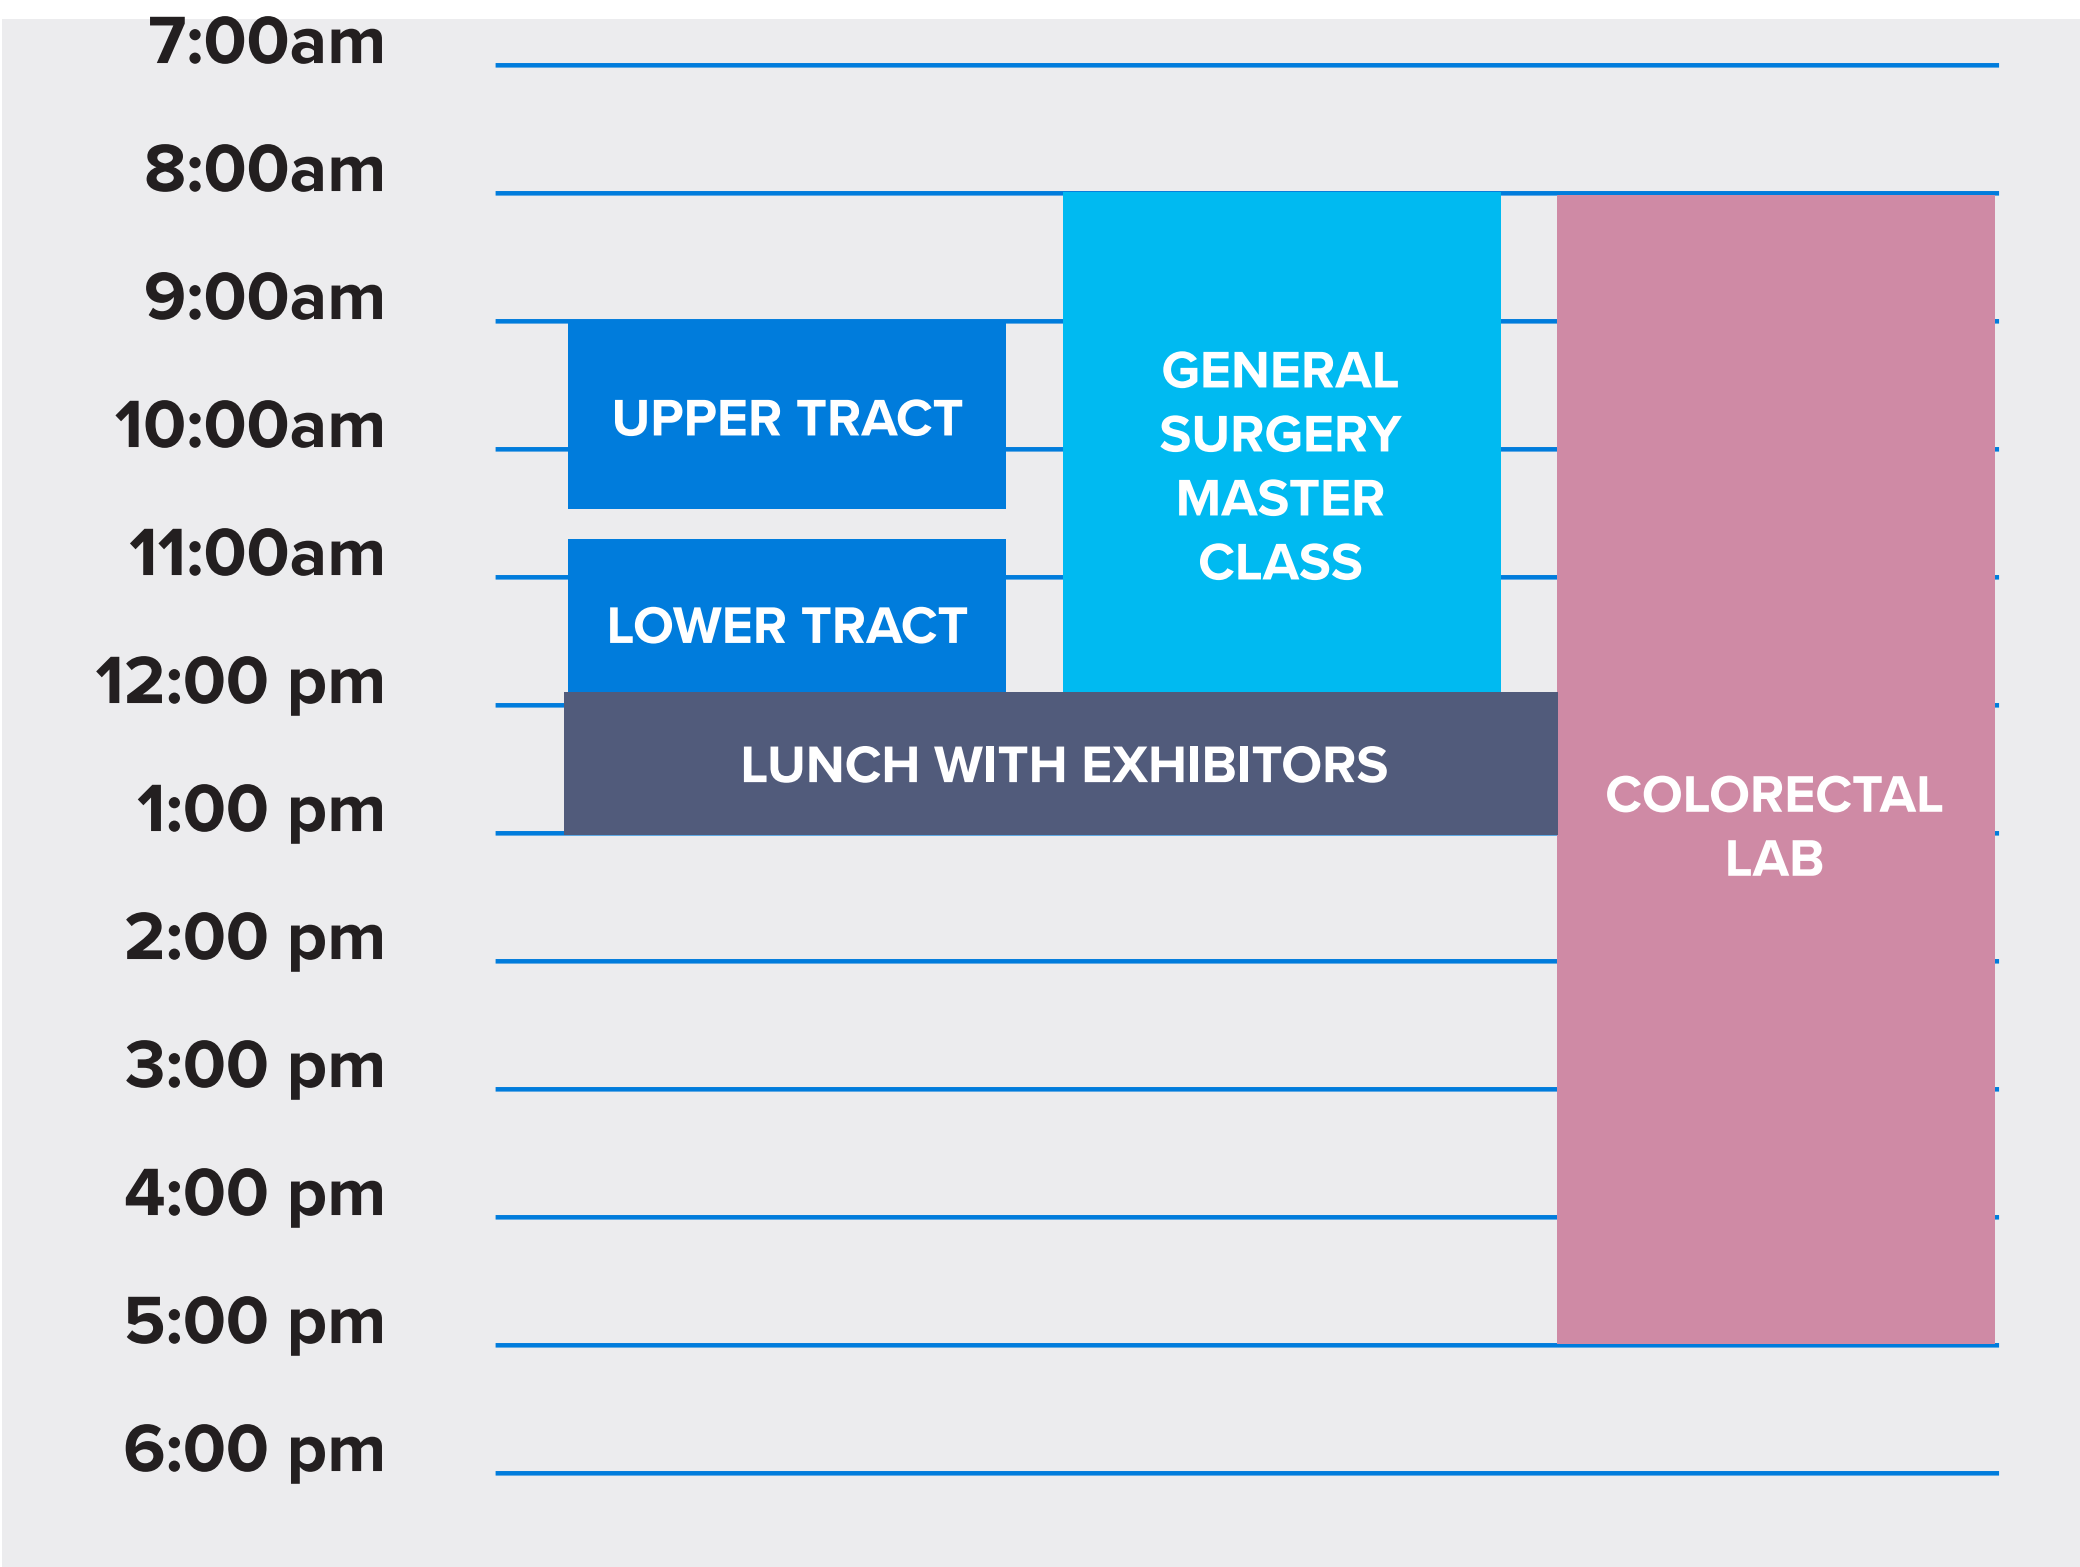 7:00am
8:00am
9:00am
10:00am
11:00am
12:00 pm
1:00 pm
2:00 pm
3:00 pm
4:00 pm
5:00 pm
6:00 pm
UPPER TRACT
LOWER TRACT
GENERAL
SURGERY
MASTER
CLASS
LUNCH WITH EXHIBITORS
COLORECTAL
LAB